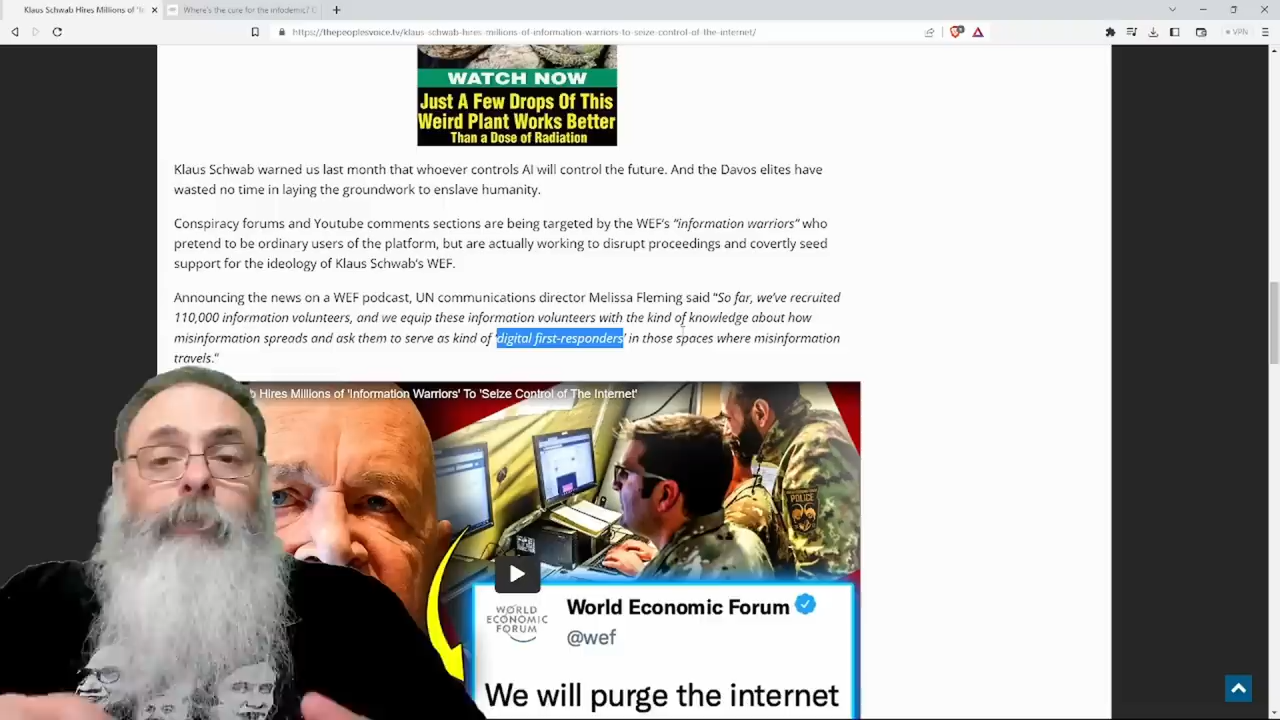 Klaus Schwab Hires Millions of 'In
Where's the cure for the infodemic? C
https://thepeoplesvoice.tv/klaus-schwab-hires-millions-of-information-warriors-to-seize-control-of-the-internet/
VPN
WATCH NOW
Just A Few Drops Of This
Weird Plant Works Better
Than a Dose of Radiation
Klaus Schwab warned us last month that whoever controls AI will control the future. And the Davos elites have
wasted no time in laying the groundwork to enslave humanity.
Conspiracy forums and Youtube comments sections are being targeted by the WEF's “information warriors” who
pretend to be ordinary users of the platform, but are actually working to disrupt proceedings and covertly seed
support for the ideology of Klaus Schwab's WEF.
Announcing the news on a WEF podcast, UN communications director Melissa Fleming said “So far, we've recruited
110,000 information volunteers, and we equip these information volunteers with the kind of knowledge about how
misinformation spreads and ask them to serve as kind of ‘digital first-responders’ in those spaces where misinformation
travels.”
b Hires Millions of 'Information Warriors' To 'Seize Control of The Internet'
POLICE
WORLD
ECONOMIC
FORUM
World Economic Forum
@wef
We will purge the internet